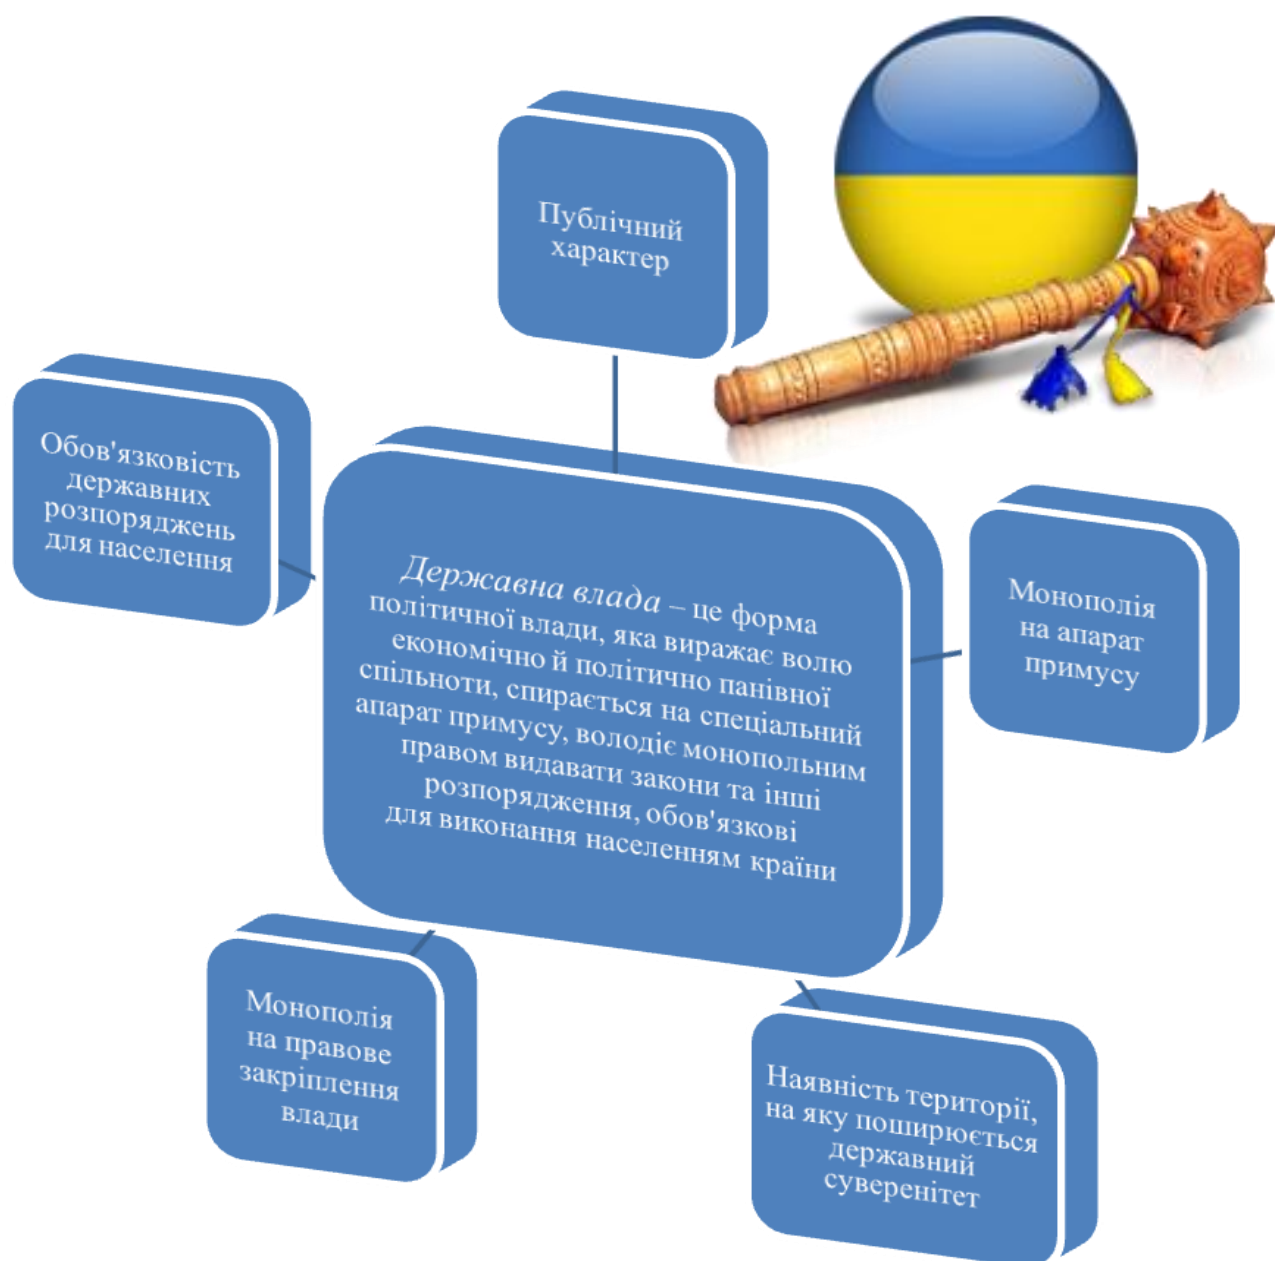 Публічний
характер
Обов'язковість
державних
розпоряджень
для населення
Державна влада – це форма
політичної влади, яка виражає волю
економічно й політично панівної
спільноти, спирається на спеціальний
апарат примусу, володіє монопольним
правом видавати закони та інші
розпорядження, обов'язкові
для виконання населенням країни
Монополія
на апарат
примусу
Монополія
на правове
закріплення
влади
Наявність території,
на яку поширюється
державний
суверенітет